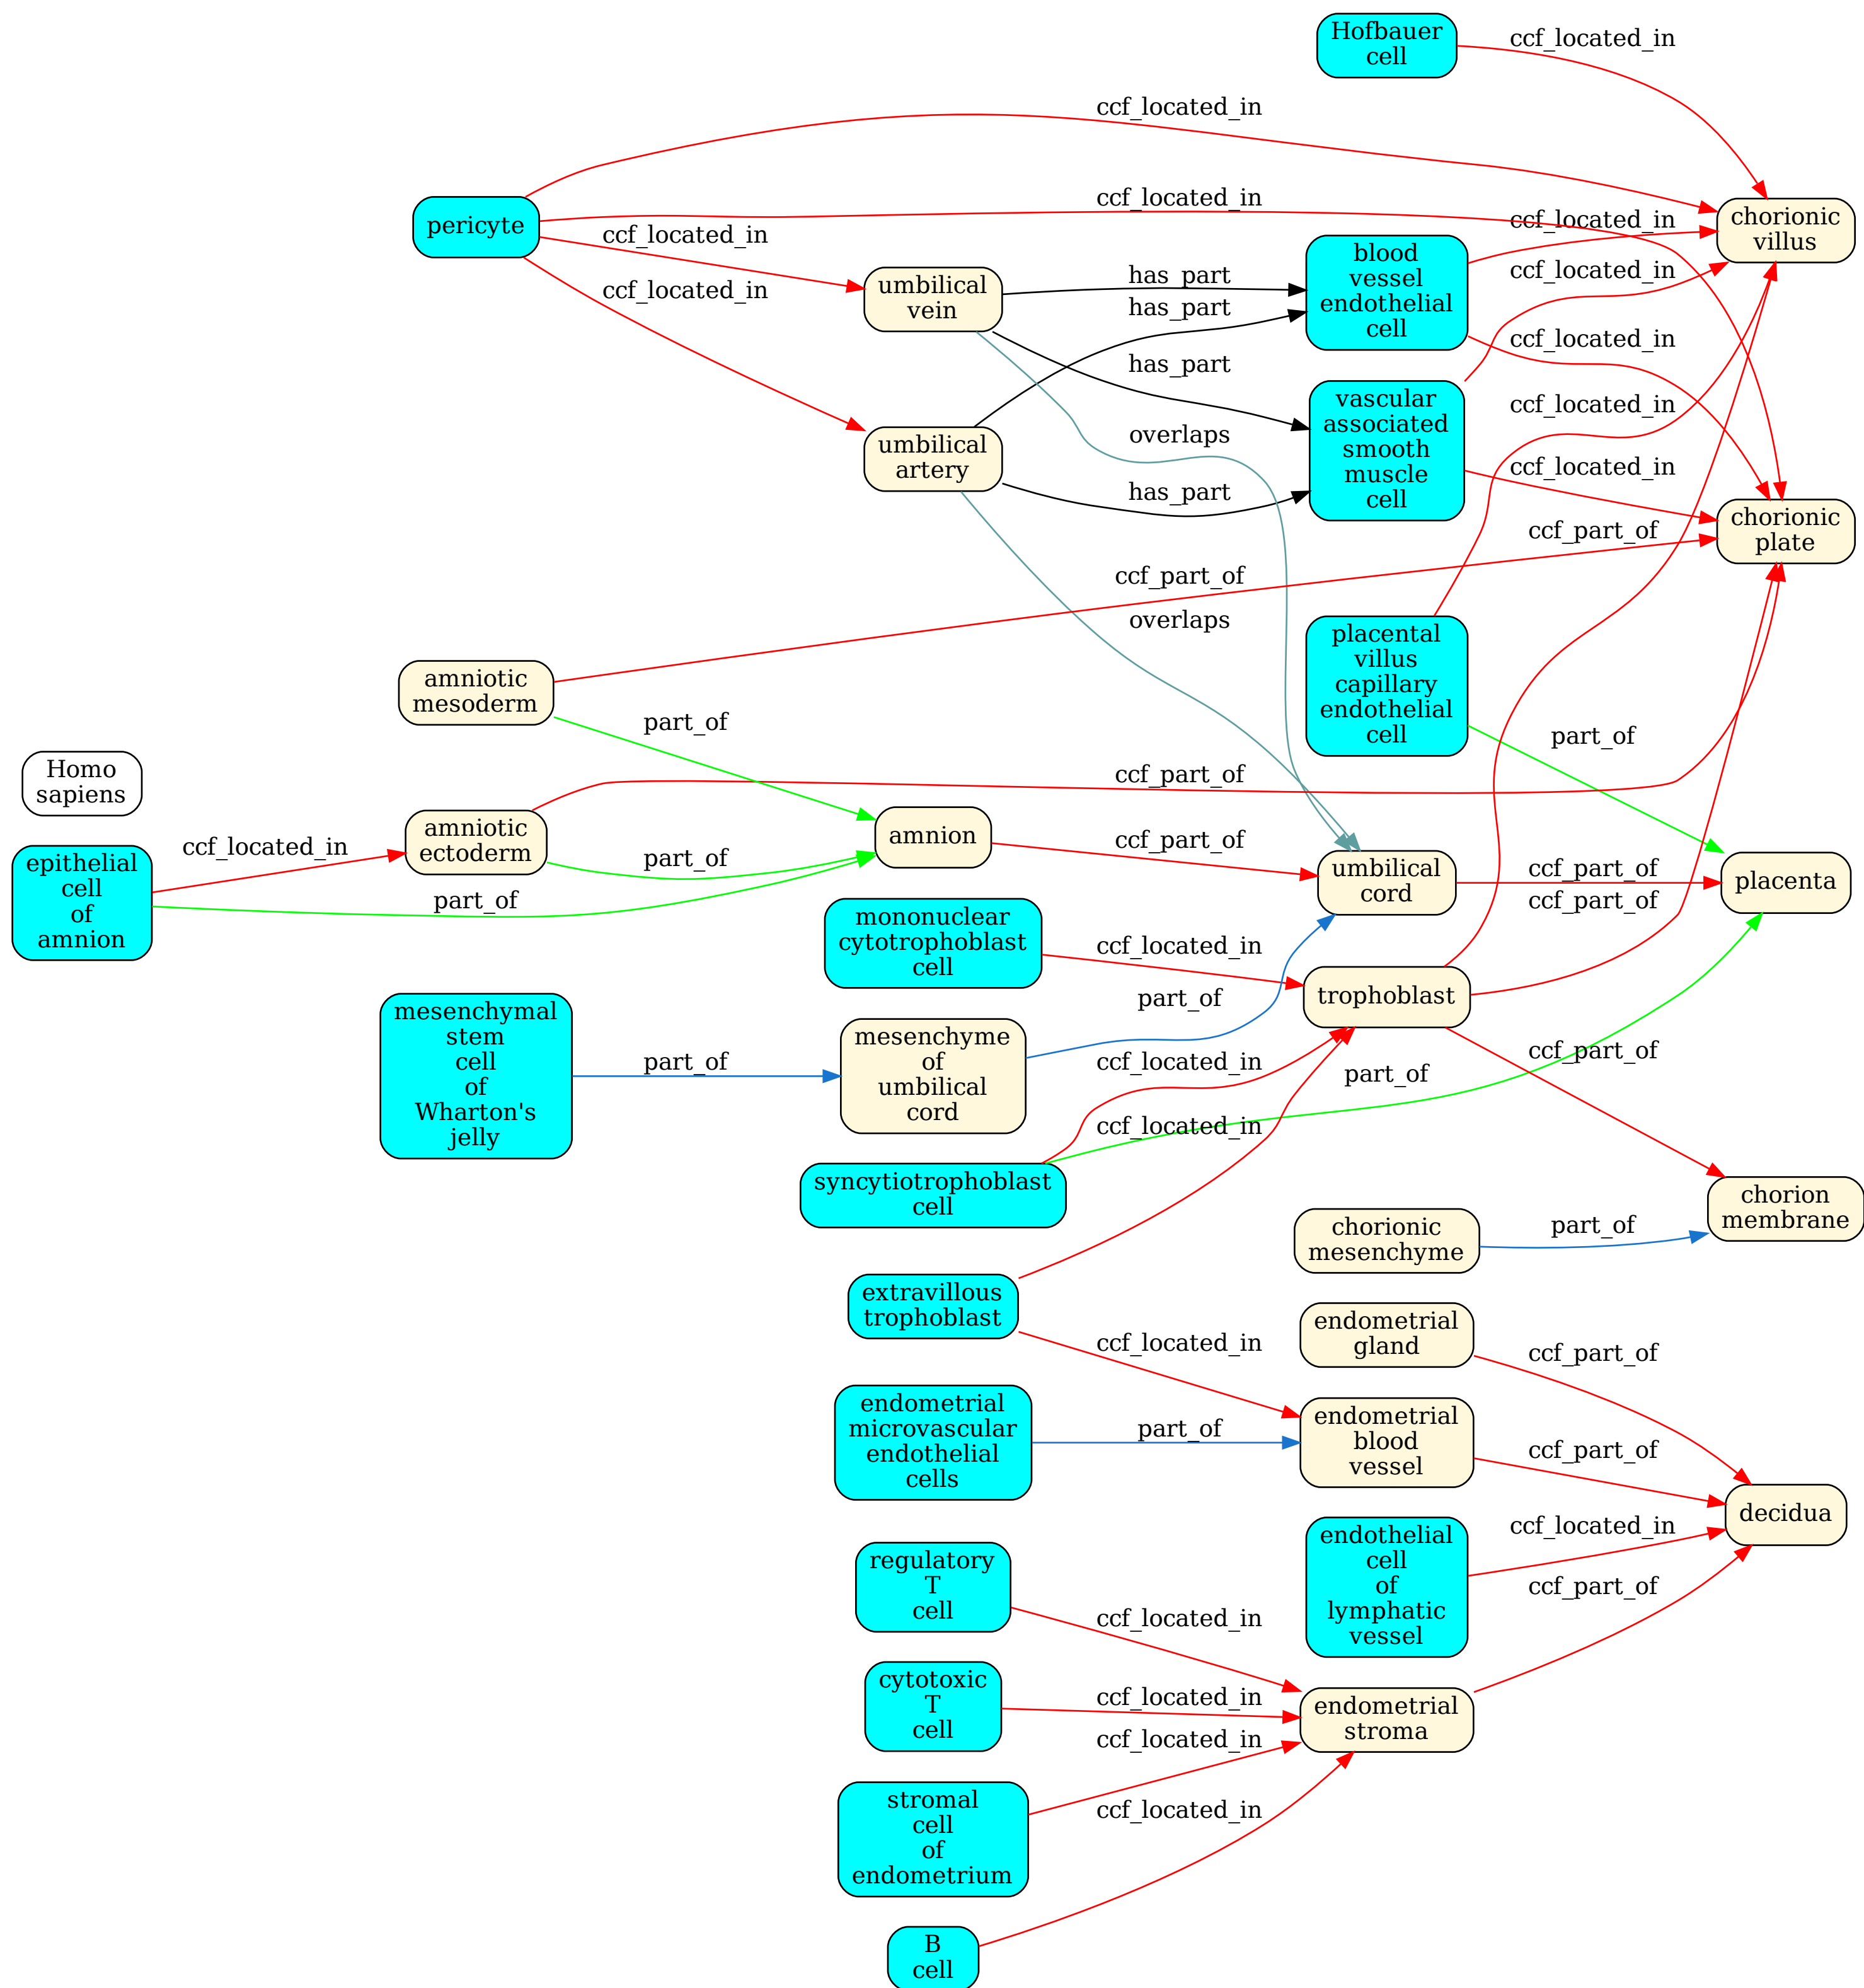 Hofbauer
cell
ccf_located_in
ccf_located_in
pericyte
ccf_located_in
ccf_located_in
ccf_located_in
chorionic
villus
ccf_located_in
umbilical
vein
has_part
has_part
blood
vessel
endothelial
cell
ccf_located_in
ccf_located_in
has_part
umbilical
artery
overlaps
has_part
vascular
associated
smooth
muscle
cell
ccf_located_in
ccf_located_in
chorionic
plate
ccf_part_of
ccf_part_of
overlaps
placental
villus
capillary
endothelial
cell
amniotic
mesoderm
part_of
part_of
Homo
sapiens
ccf_part_of
amniotic
ectoderm
ccf_located_in
part_of
amnion
ccf_part_of
epithelial
cell
of
amnion
part_of
umbilical
cord
ccf_part_of
ccf_part_of
placenta
mononuclear
cytotrophoblast
cell
ccf_located_in
part_of
trophoblast
mesenchymal
stem
cell
of
Wharton's
jelly
part_of
mesenchyme
of
umbilical
cord
ccf_located_in
part_of
ccf_part_of
ccf_located_in
syncytiotrophoblast
cell
chorion
membrane
chorionic
mesenchyme
part_of
extravillous
trophoblast
ccf_located_in
endometrial
gland
ccf_part_of
endometrial
microvascular
endothelial
cells
part_of
endometrial
blood
vessel
ccf_part_of
decidua
endothelial
cell
of
lymphatic
vessel
ccf_located_in
ccf_part_of
regulatory
T
cell
ccf_located_in
cytotoxic
T
cell
ccf_located_in
endometrial
stroma
ccf_located_in
stromal
cell
of
endometrium
ccf_located_in
B
cell